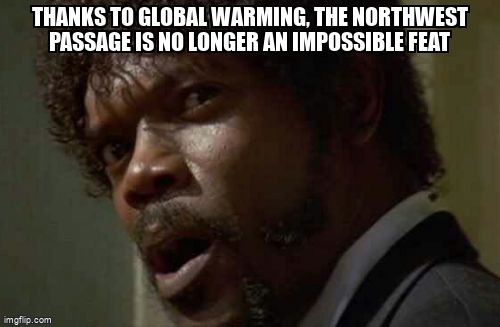 THANKS TO GLOBAL WARMING, THE NORTHWEST
PASSAGE IS NO LONGER AN IMPOSSIBLE FEAT
imgflip.com